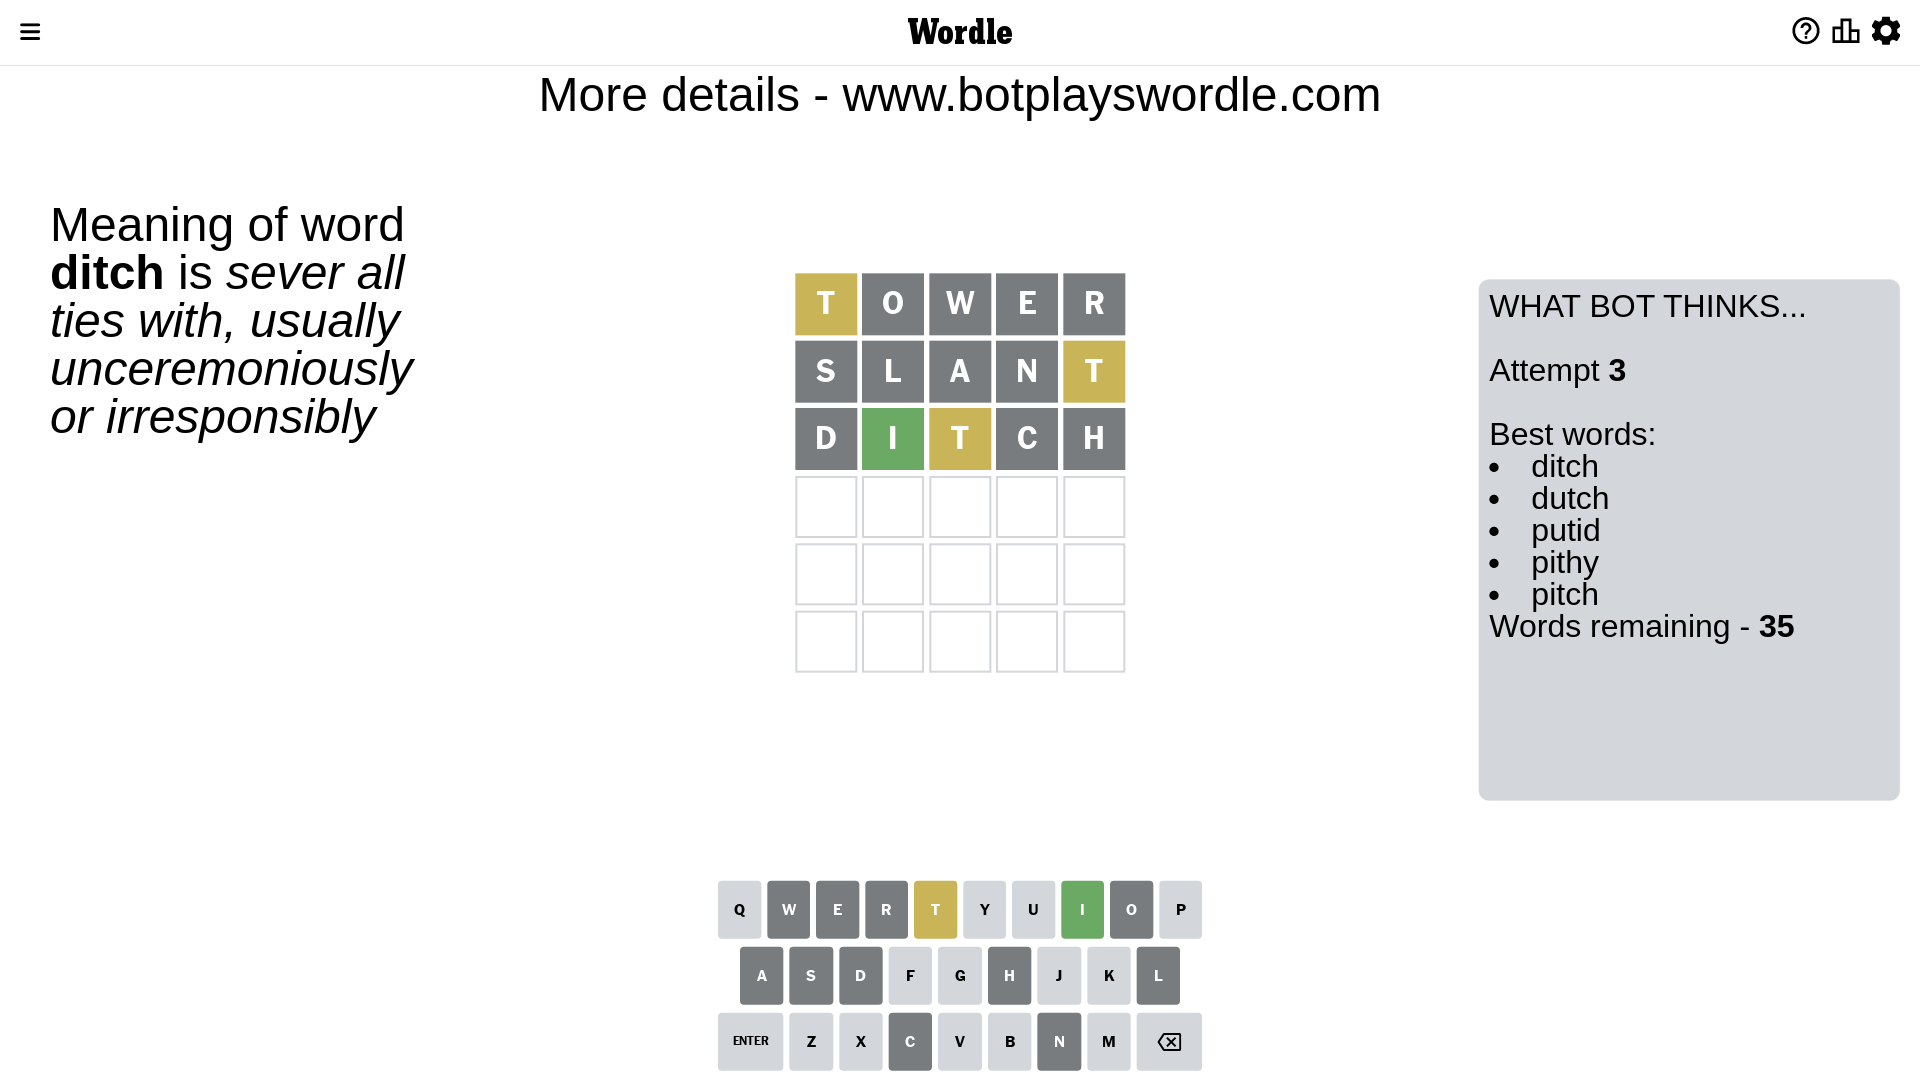 Wordle
More details - www.botplayswordle.com
Meaning of word
ditch is sever all
ties with, usually
unceremoniously
or irresponsibly
T O W E R
S L A N T
D I T C H
WHAT BOT THINKS...
Attempt 3
Best words:
• ditch
• dutch
• putid
• pithy
• pitch
Words remaining - 35
Q W E R T Y U I O P
A S D F G H J K L
ENTER Z X C V B N M